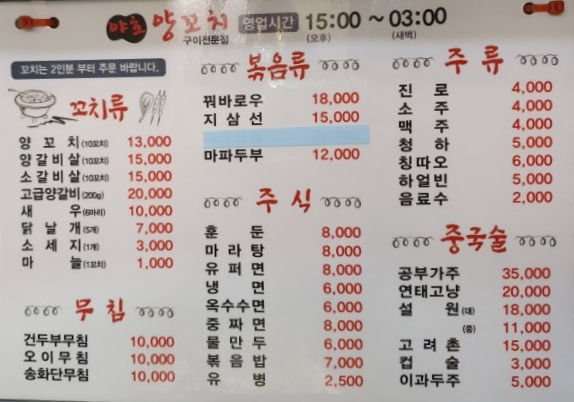 야호 양꼬치 구이전문점 영업시간 15:00 ~ 03:00
(오후) (새벽)
꼬치는 2인분 부터 주문 바랍니다.
꼬치류
양 꼬 치 (10꼬치) 13,000
양 갈 비 살 (10꼬치) 15,000
소 갈 비 살 (10꼬치) 15,000
고급양갈비 (200g) 20,000
새 우 (6마리) 10,000
닭 날 개 (5개) 7,000
소 세 지 (1개) 3,000
마 늘 (1꼬치) 1,000
무 침
건두부무침 10,000
오 이 무 침 10,000
송화단무침 10,000
볶음류
꿔바로우 18,000
지 삼 선 15,000
마파두부 12,000
주 식
훈 둔 8,000
마 라 탕 8,000
유 퍼 면 8,000
냉 면 6,000
옥수수면 6,000
중 짜 면 8,000
물 만 두 6,000
볶 음 밥 7,000
유 병 2,500
주 류
진 로 4,000
소 주 4,000
맥 주 4,000
청 하 5,000
칭따오 6,000
하얼빈 5,000
음료수 2,000
중국술
공부가주 35,000
연태고냥 20,000
설 원 (대) 18,000
(중) 11,000
고 려 촌 15,000
컵 술 3,000
이과두주 5,000